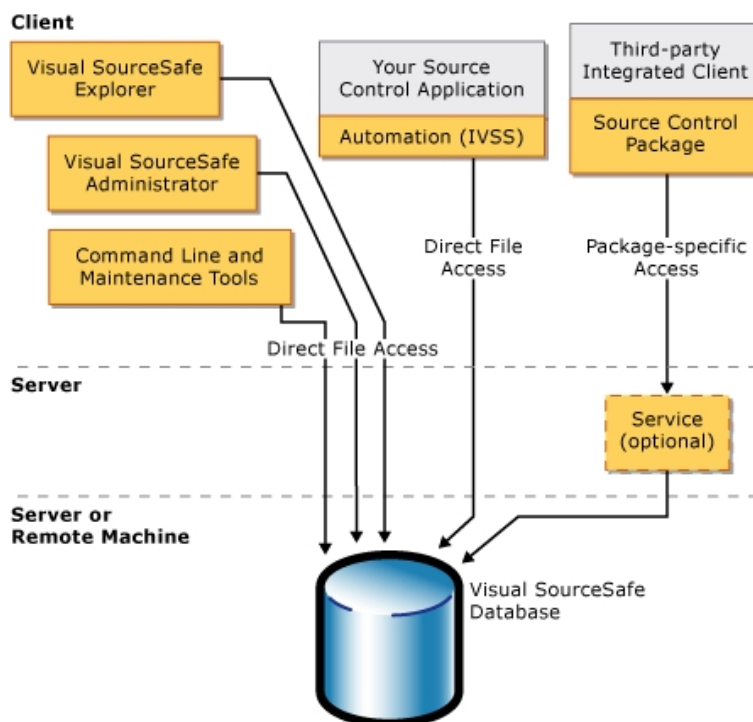 Client
Visual SourceSafe
Explorer
Visual SourceSafe
Administrator
Command Line and
Maintenance Tools
Your Source
Control Application
Automation (IVSS)
Third-party
Integrated Client
Source Control
Package
Direct File
Access
Package-specific
Access
Direct File Access
Server
Service
(optional)
Server or
Remote Machine
Visual SourceSafe
Database